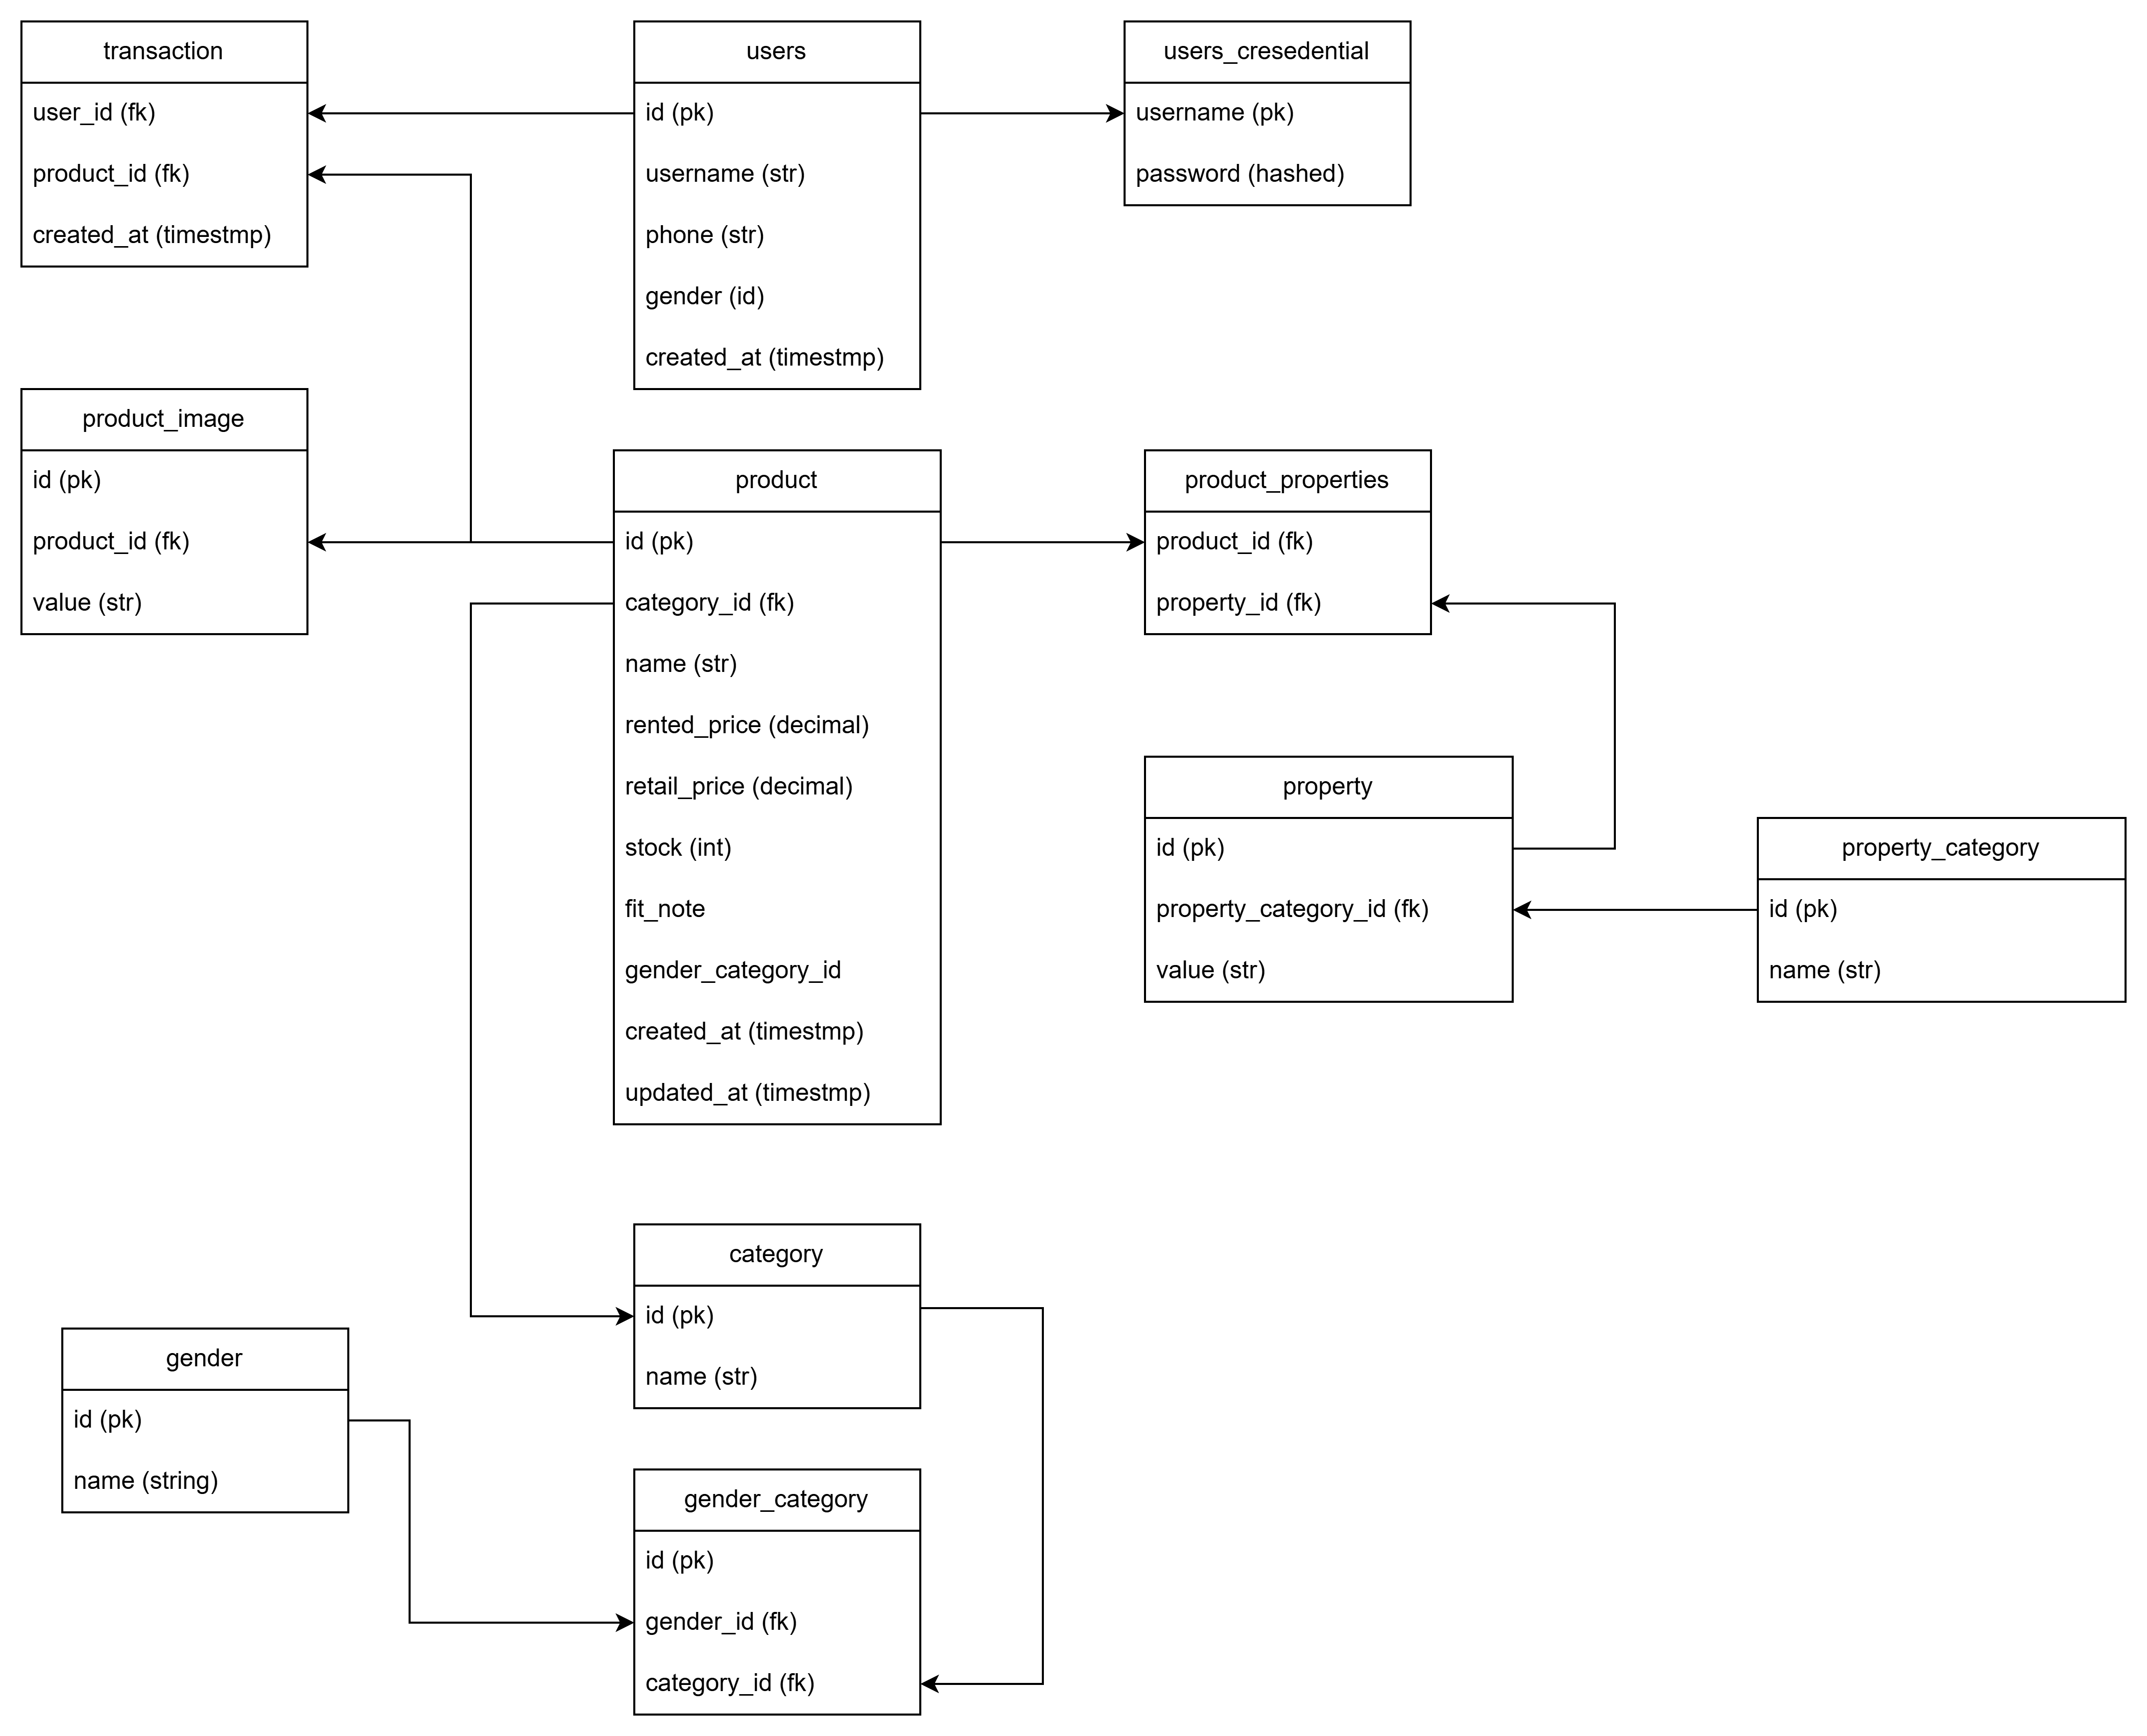 transaction
user_id (fk)
product_id (fk)
created_at (timestmp)
users
id (pk)
username (str)
phone (str)
gender (id)
created_at (timestmp)
users_cresedential
username (pk)
password (hashed)
product_image
id (pk)
product_id (fk)
value (str)
product
id (pk)
category_id (fk)
name (str)
rented_price (decimal)
retail_price (decimal)
stock (int)
fit_note
gender_category_id
created_at (timestmp)
updated_at (timestmp)
product_properties
product_id (fk)
property_id (fk)
property
id (pk)
property_category_id (fk)
value (str)
property_category
id (pk)
name (str)
category
id (pk)
name (str)
gender
id (pk)
name (string)
gender_category
id (pk)
gender_id (fk)
category_id (fk)